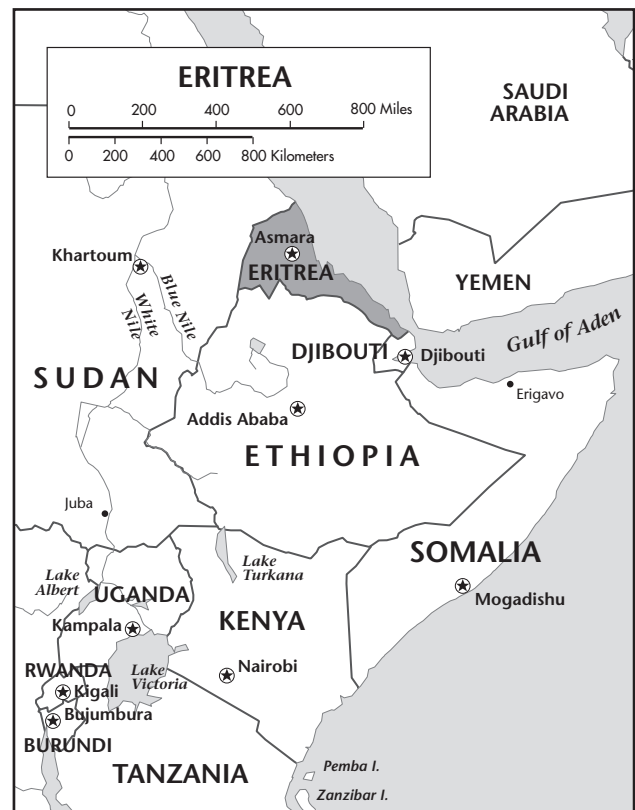 ERITREA
0 200 400 600 800 Miles
0 200 400 600 800 Kilometers
SAUDI
ARABIA
Asmara
ERITREA
Khartoum
Blue Nile
White
Nile
YEMEN
Gulf of Aden
DJIBOUTI
Djibouti
SUDAN
Erigavo
Addis Ababa
ETHIOPIA
Juba
SOMALIA
Lake
Turkana
Lake
Albert
UGANDA
Mogadishu
KENYA
Kampala
RWANDA
Lake
Victoria
Nairobi
Kigali
Bujumbura
BURUNDI
TANZANIA
Pemba I.
Zanzibar I.